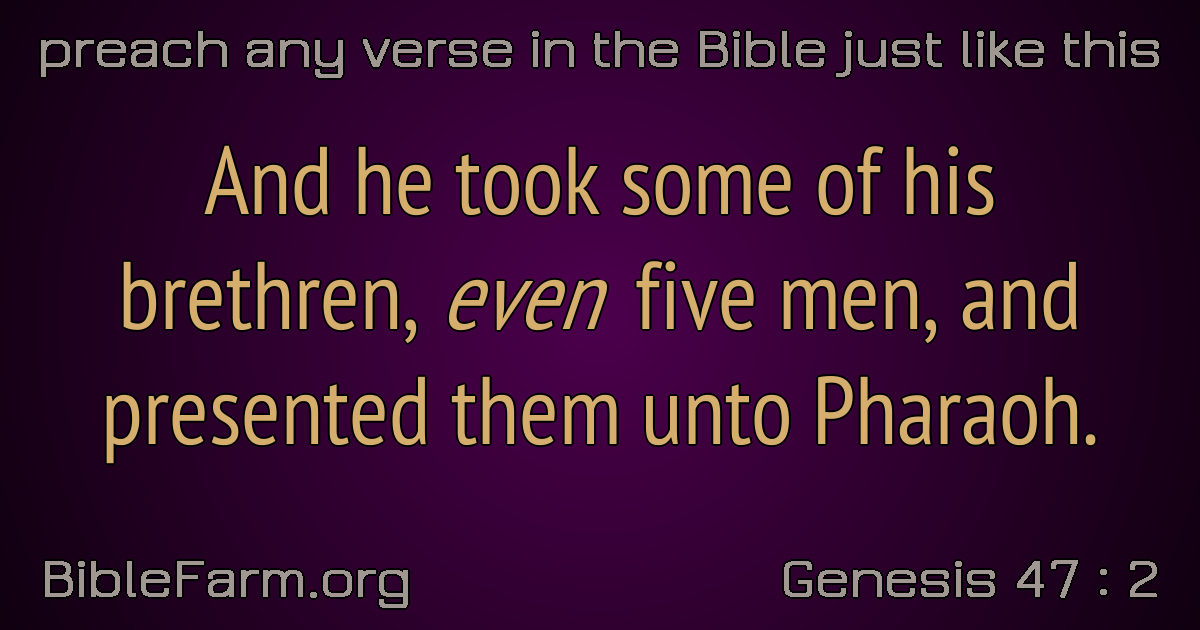 preach any verse in the Bible just like this
And he took some of his
brethren, even five men, and
presented them unto Pharaoh.
BibleFarm.org
Genesis 47 : 2